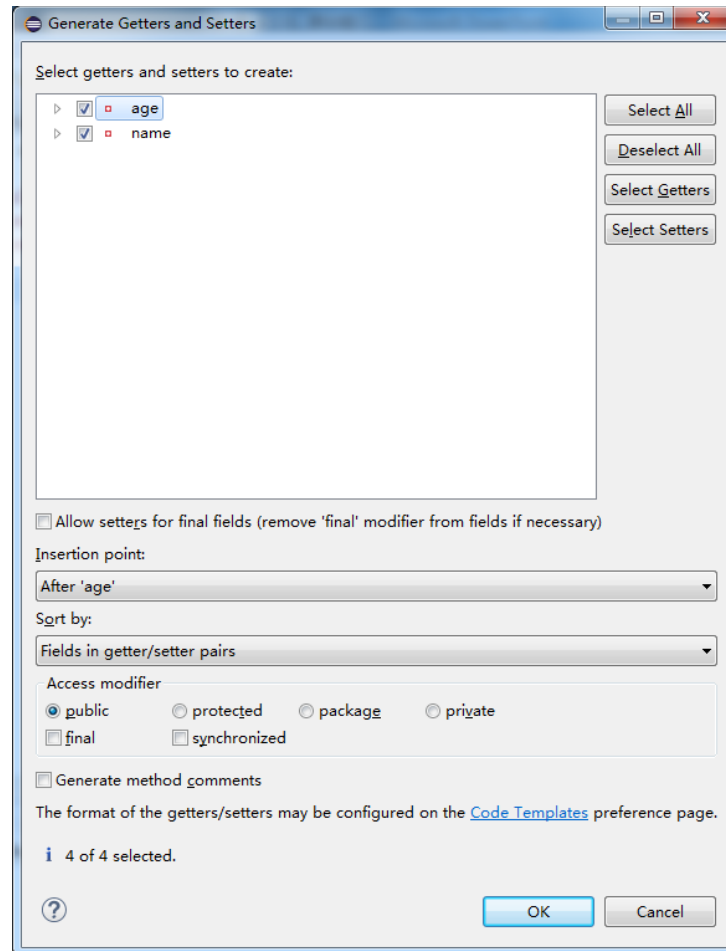 Generate Getters and Setters
Select getters and setters to create:
age
name
Select All
Deselect All
Select Getters
Select Setters
Allow setters for final fields (remove 'final' modifier from fields if necessary)
Insertion point:
After 'age'
Sort by:
Fields in getter/setter pairs
Access modifier
public protected package private
final synchronized
Generate method comments
The format of the getters/setters may be configured on the Code Templates preference page.
4 of 4 selected.
OK Cancel